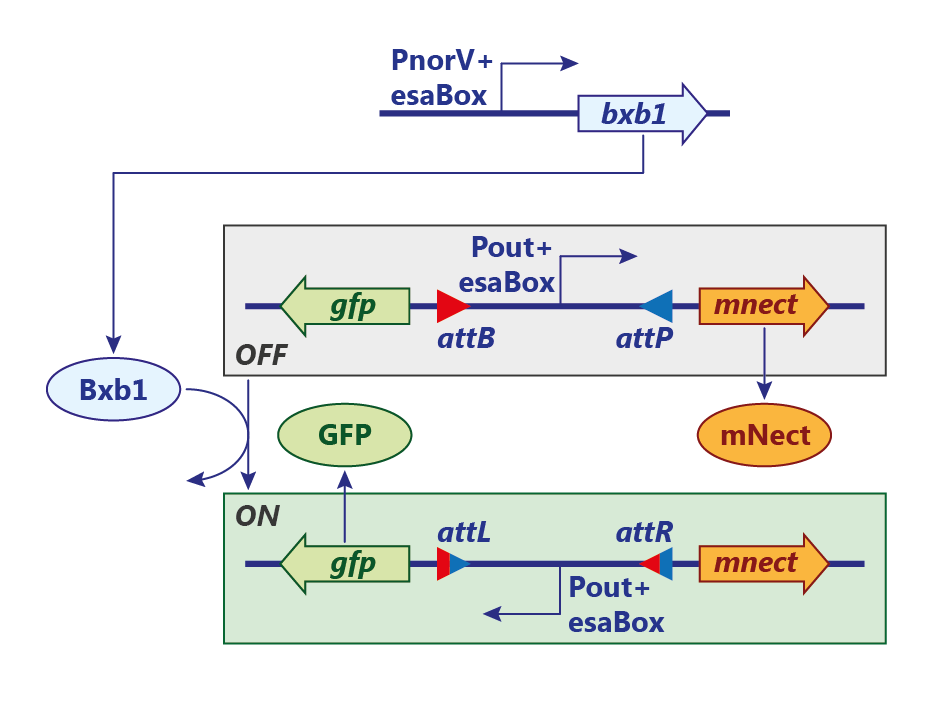 PnorV+
esaBox
bxb1
Pout+
esaBox
gfp
mnect
attB
attP
OFF
Bxb1
GFP
mNect
ON
attL
attR
gfp
mnect
Pout+
esaBox